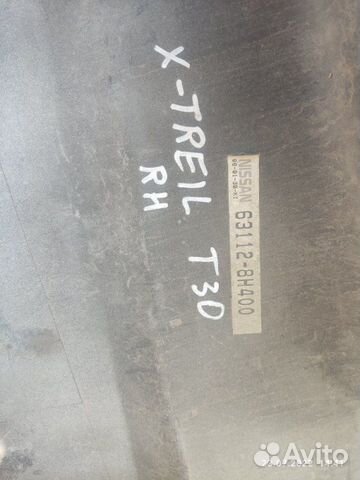 X-TREIL T30
RH
NISSAN
63112-8H400
Avito